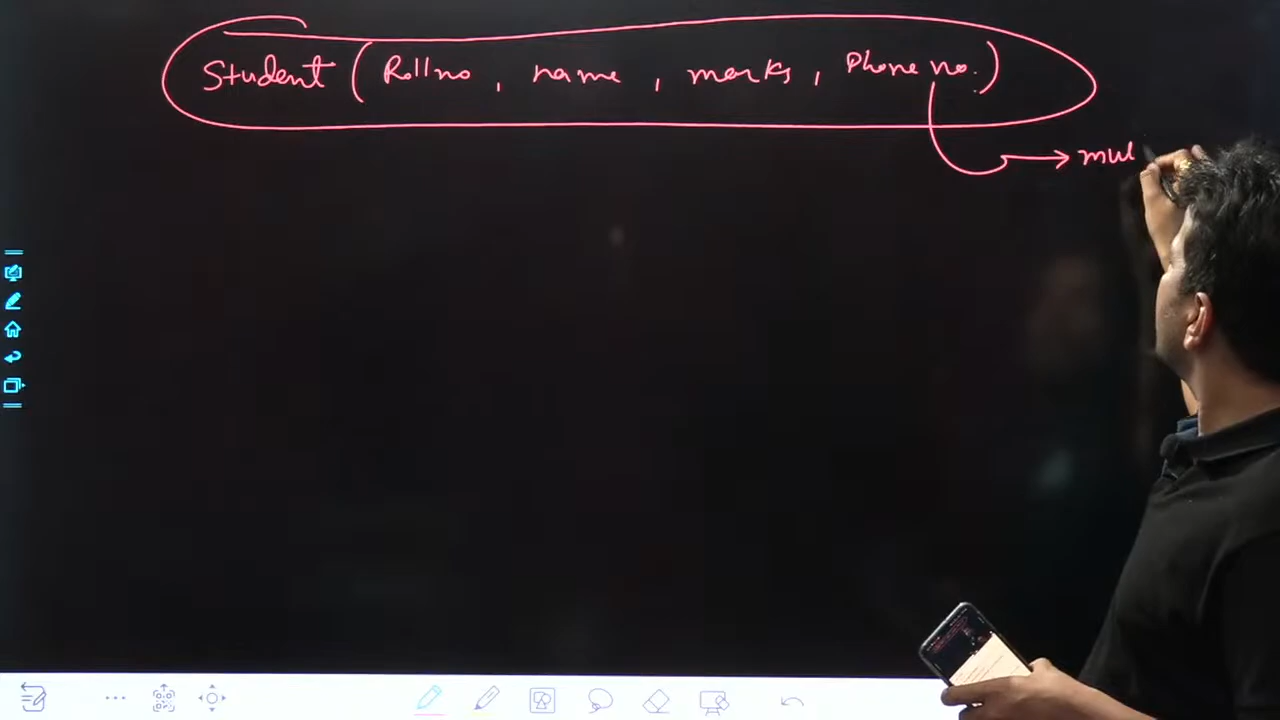 Student ( Rollno , name , marks , Phone no. )
mul